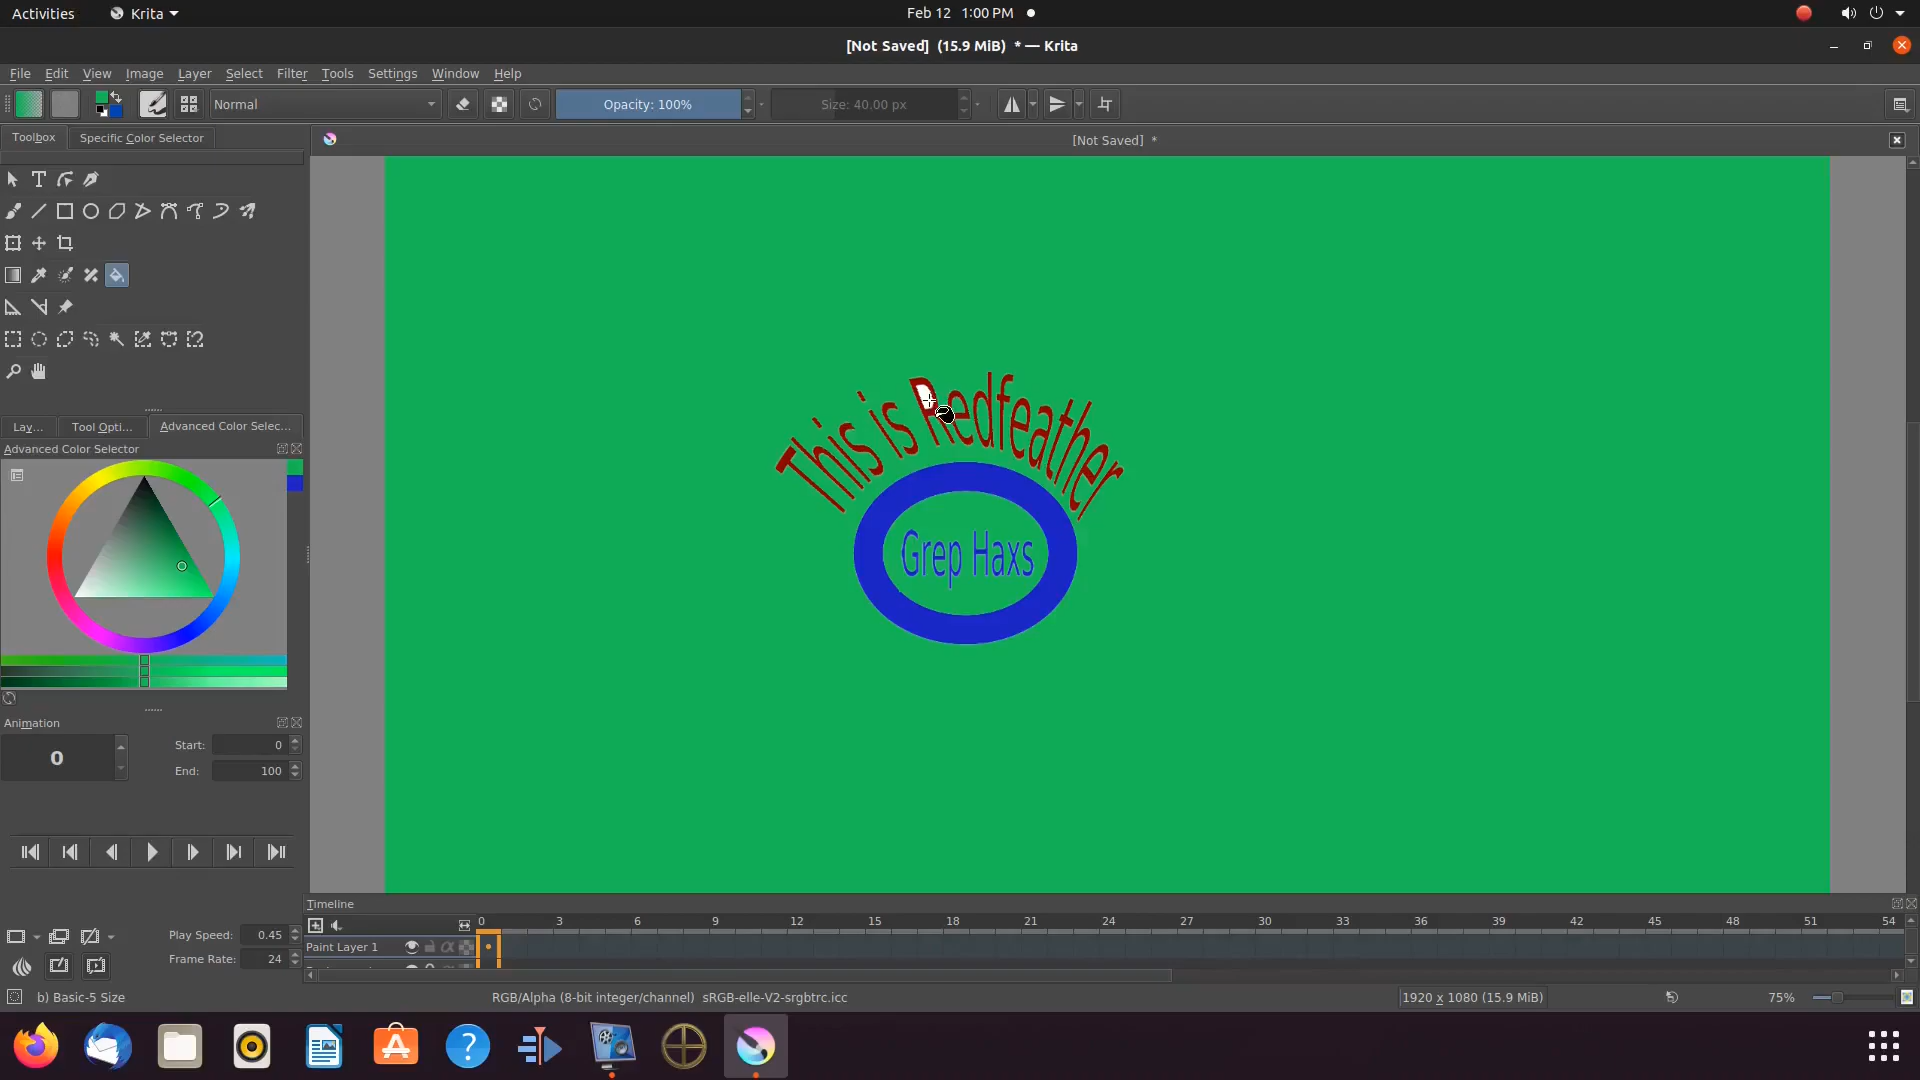 Activities Krita Feb 12 1:00 PM
[Not Saved] (15.9 MiB) * — Krita
File Edit View Image Layer Select Filter Tools Settings Window Help
Normal Opacity: 100% Size: 40.00 px
Toolbox Specific Color Selector [Not Saved] *
This is Redfeather
Grep Haxs
Lay... Tool Opti... Advanced Color Selec...
Advanced Color Selector
Animation
0 Start: 0
End: 100
Timeline
0 3 6 9 12 15 18 21 24 27 30 33 36 39 42 45 48 51 54
Play Speed: 0.45 Paint Layer 1
Frame Rate: 24
b) Basic-5 Size RGB/Alpha (8-bit integer/channel) sRGB-elle-V2-srgbtrc.icc 1920 x 1080 (15.9 MiB) 75%